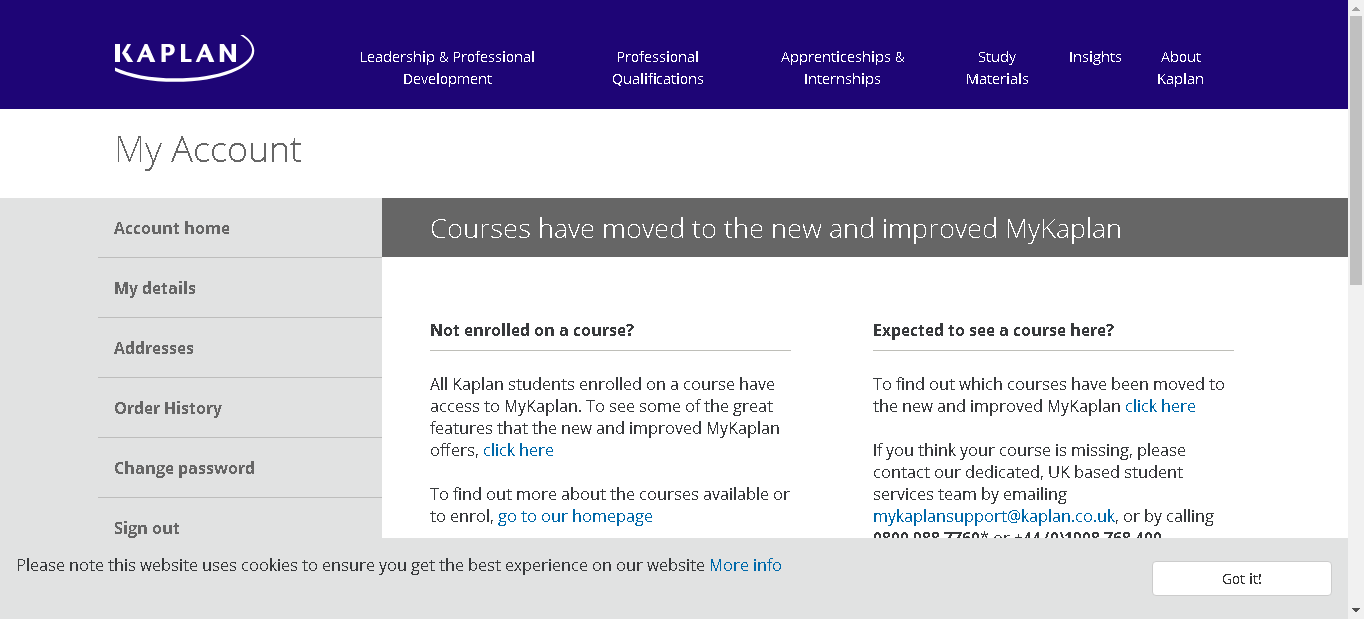 KAPLAN
Leadership & Professional
Development
Professional
Qualifications
Apprenticeships &
Internships
Study
Materials
Insights
About
Kaplan
My Account
Account home
My details
Addresses
Order History
Change password
Sign out
Courses have moved to the new and improved MyKaplan
Not enrolled on a course?
All Kaplan students enrolled on a course have
access to MyKaplan. To see some of the great
features that the new and improved MyKaplan
offers, click here
To find out more about the courses available or
to enrol, go to our homepage
Expected to see a course here?
To find out which courses have been moved to
the new and improved MyKaplan click here
If you think your course is missing, please
contact our dedicated, UK based student
services team by emailing
mykaplansupport@kaplan.co.uk, or by calling
or
Please note this website uses cookies to ensure you get the best experience on our website More info
Got it!